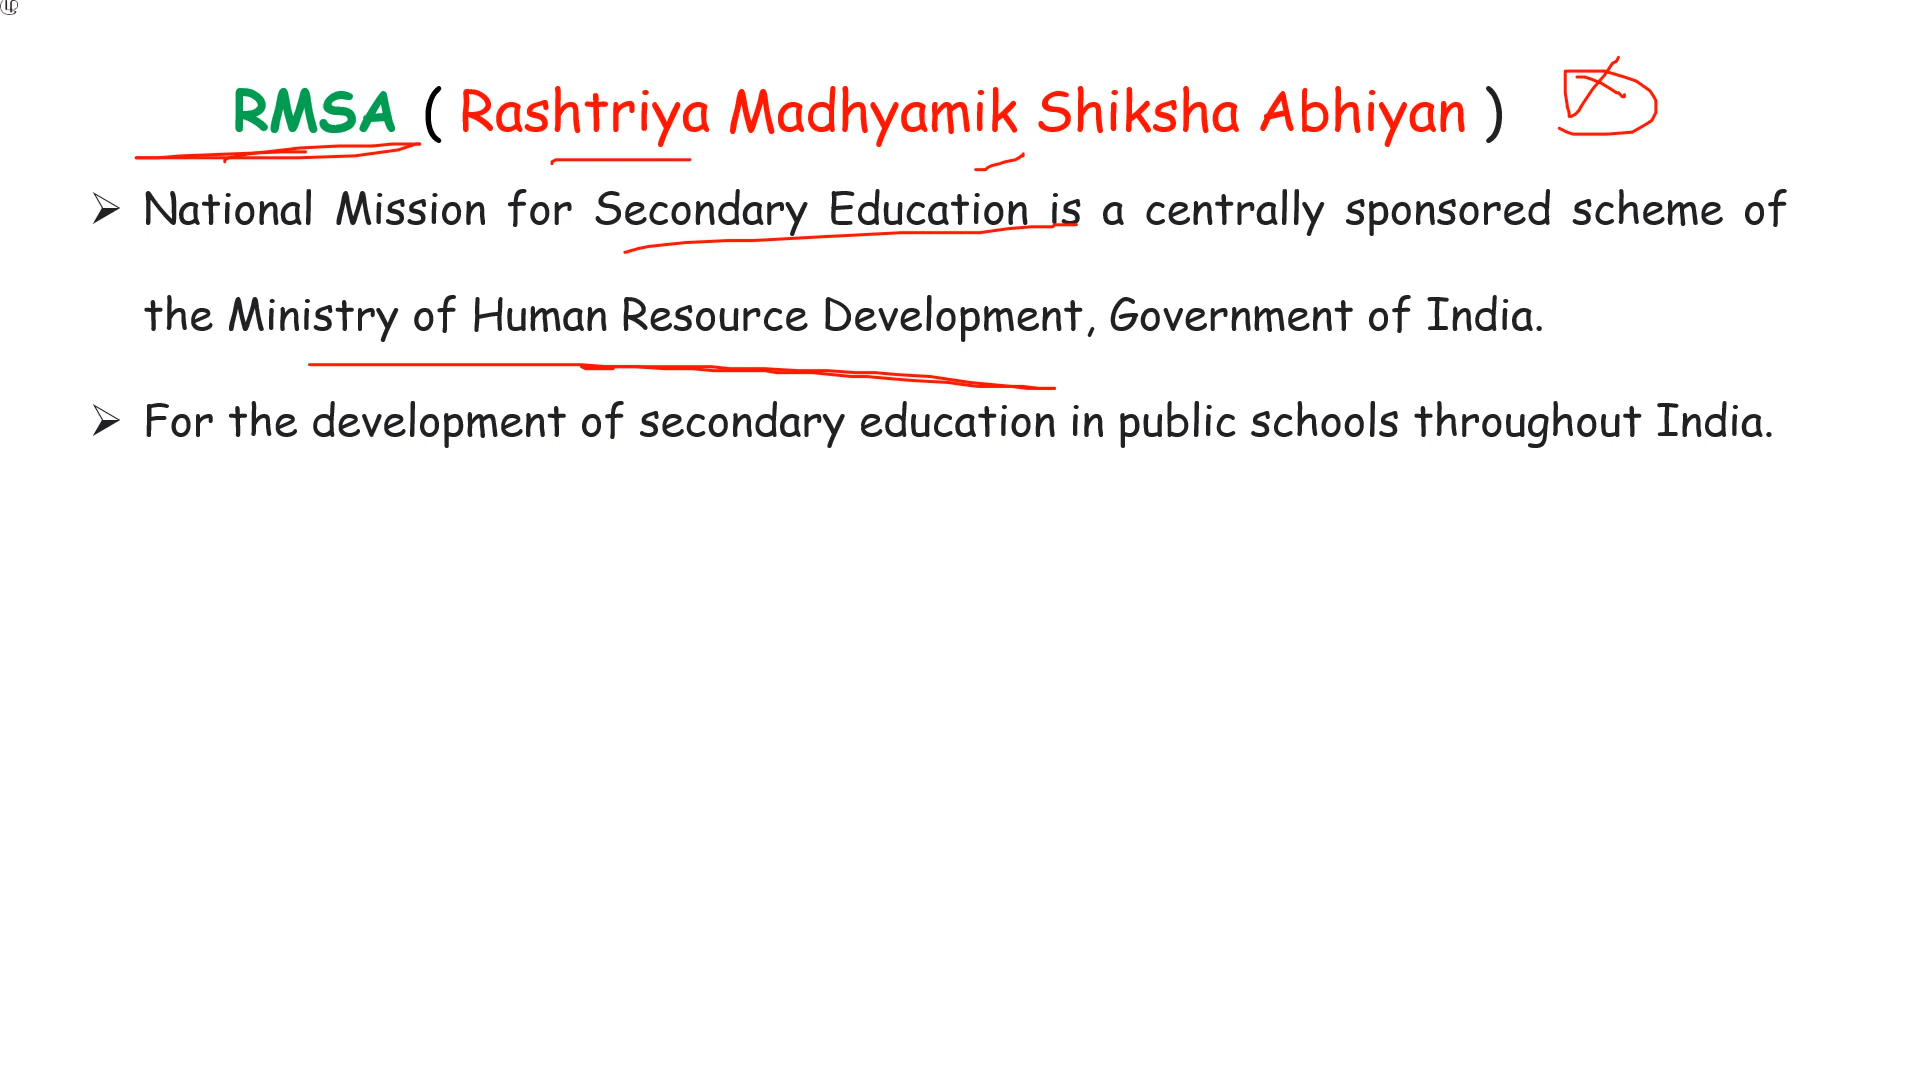 RMSA ( Rashtriya Madhyamik Shiksha Abhiyan )
➢ National Mission for Secondary Education is a centrally sponsored scheme of
the Ministry of Human Resource Development, Government of India.
➢ For the development of secondary education in public schools throughout India.